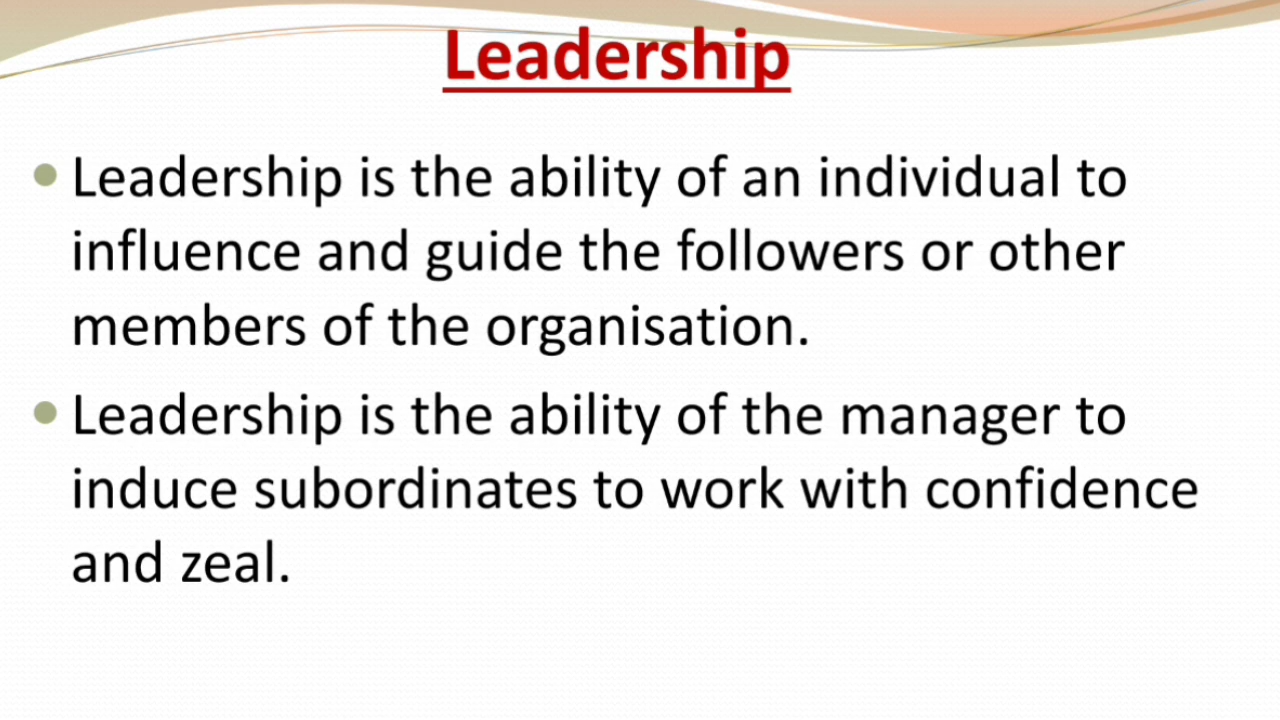 Leadership
Leadership is the ability of an individual to
influence and guide the followers or other
members of the organisation.
Leadership is the ability of the manager to
induce subordinates to work with confidence
and zeal.